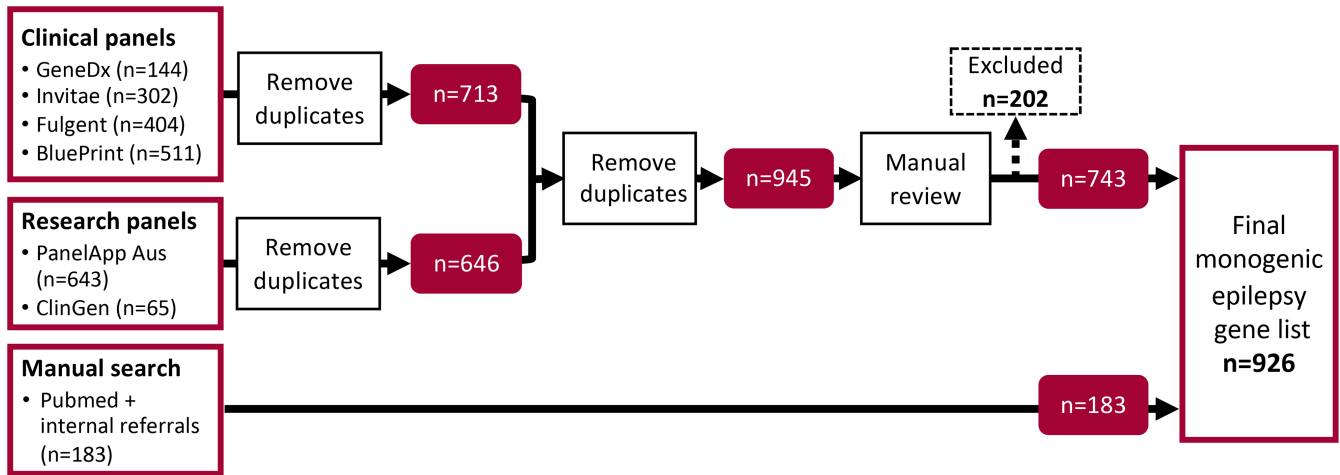 Clinical panels
• GeneDx (n=144)
• Invitae (n=302)
• Fulgent (n=404)
• BluePrint (n=511)
Remove
duplicates
n=713
Research panels
• PanelApp Aus
(n=643)
• ClinGen (n=65)
Remove
duplicates
n=646
Remove
duplicates
n=945
Manual
review
Excluded
n=202
n=743
Manual search
• Pubmed +
internal referrals
(n=183)
n=183
Final
monogenic
epilepsy
gene list
n=926